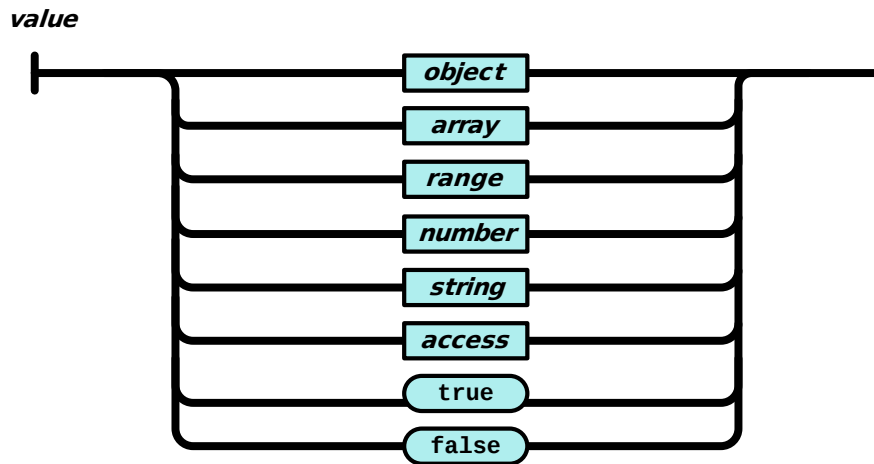 value
object
array
range
number
string
access
true
false